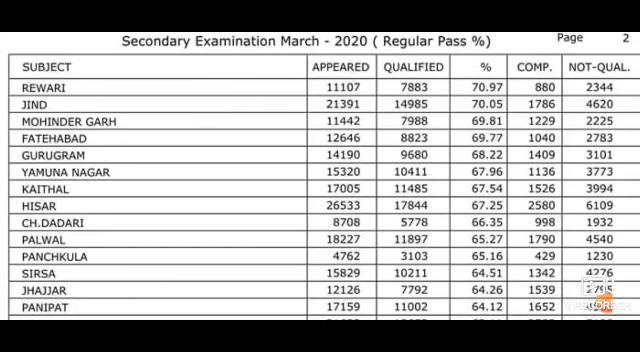 Secondary Examination March - 2020 ( Regular Pass %) Page 2
SUBJECT APPEARED QUALIFIED % COMP. NOT-QUAL.
REWARI 11107 7883 70.97 880 2344
JIND 21391 14985 70.05 1786 4620
MOHINDER GARH 11442 7988 69.81 1229 2225
FATEHABAD 12646 8823 69.77 1040 2783
GURUGRAM 14190 9680 68.22 1409 3101
YAMUNA NAGAR 15320 10411 67.96 1136 3773
KAITHAL 17005 11485 67.54 1526 3994
HISAR 26533 17844 67.25 2580 6109
CH.DADARI 8708 5778 66.35 998 1932
PALWAL 18227 11897 65.27 1790 4540
PANCHKULA 4762 3103 65.16 429 1230
SIRSA 15829 10211 64.51 1342 4276
JHAJJAR 12126 7792 64.26 1539
PANIPAT 17159 11002 64.12 1652